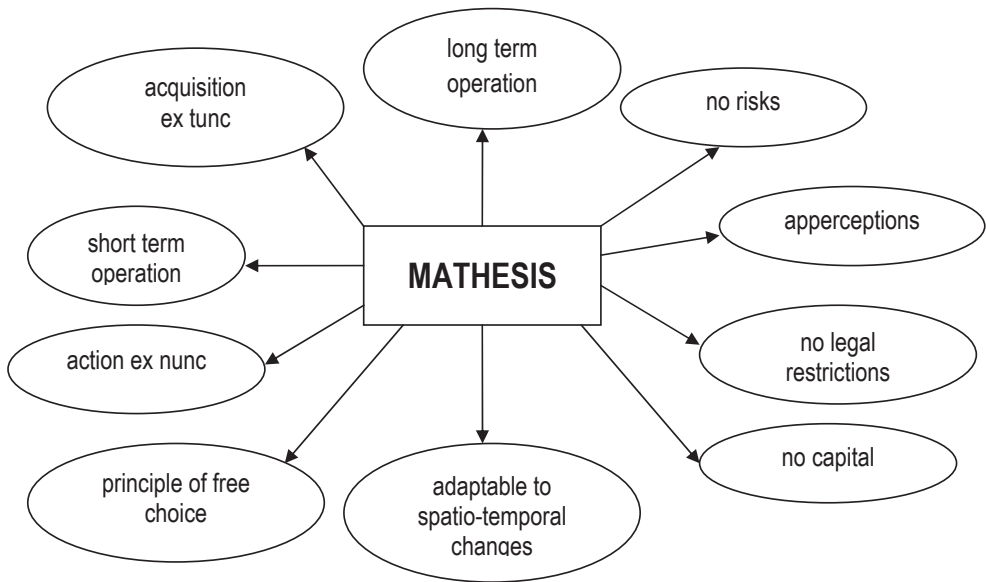 long term
operation
acquisition
ex tunc
no risks
apperceptions
short term
operation
MATHESIS
no legal
restrictions
action ex nunc
no capital
principle of free
choice
adaptable to
spatio-temporal
changes